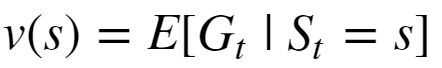 v(s) = E[G_t | S_t = s]